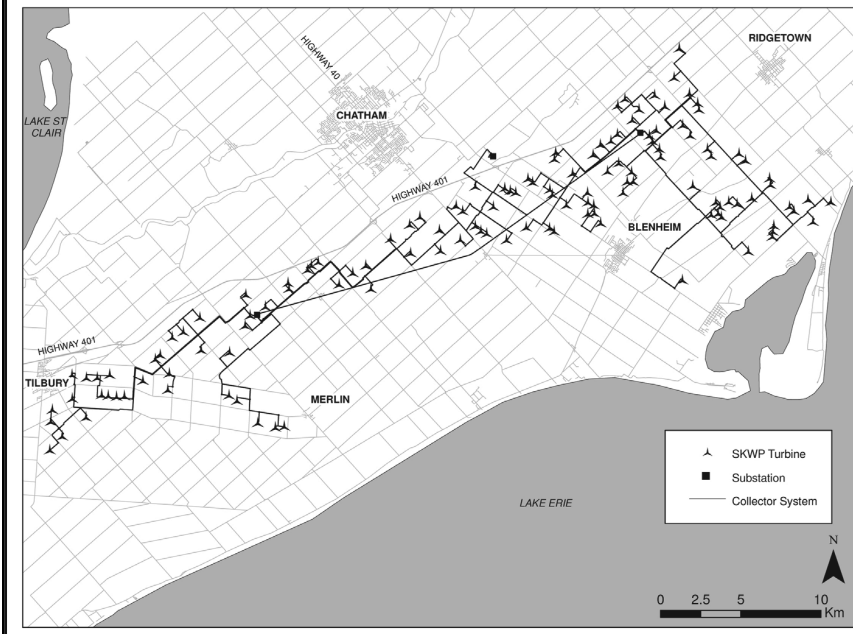 RIDGETOWN
HIGHWAY 40
CHATHAM
LAKE ST
CLAIR
HIGHWAY 401
BLENHEIM
HIGHWAY 401
TILBURY
MERLIN
SKWP Turbine
Substation
Collector System
LAKE ERIE
N
0 2.5 5 10
Km